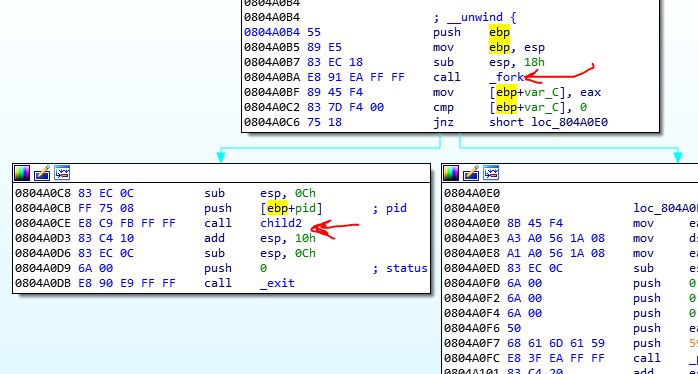 0804A0B4
0804A0B4 ; __unwind {
0804A0B4 55 push ebp
0804A0B5 89 E5 mov ebp, esp
0804A0B7 83 EC 18 sub esp, 18h
0804A0BA E8 91 EA FF FF call _fork
0804A0BF 89 45 F4 mov [ebp+var_C], eax
0804A0C2 83 7D F4 00 cmp [ebp+var_C], 0
0804A0C6 75 18 jnz short loc_804A0E0
0804A0C8 83 EC 0C sub esp, 0Ch
0804A0CB FF 75 08 push [ebp+pid] ; pid
0804A0CE E8 C9 FB FF FF call child2
0804A0D3 83 C4 10 add esp, 10h
0804A0D6 83 EC 0C sub esp, 0Ch
0804A0D9 6A 00 push 0 ; status
0804A0DB E8 90 E9 FF FF call _exit
0804A0E0
0804A0E0 loc_804A0
0804A0E0 8B 45 F4 mov ea
0804A0E3 A3 A0 56 1A 08 mov ds
0804A0E8 A1 A0 56 1A 08 mov ea
0804A0ED 83 EC 0C sub es
0804A0F0 6A 00 push 0
0804A0F2 6A 00 push 0
0804A0F4 6A 00 push 0
0804A0F6 50 push ea
0804A0F7 68 61 6D 61 59 push 59
0804A0FC E8 3F EA FF FF call _p
0804A101 83 C4 20 add es